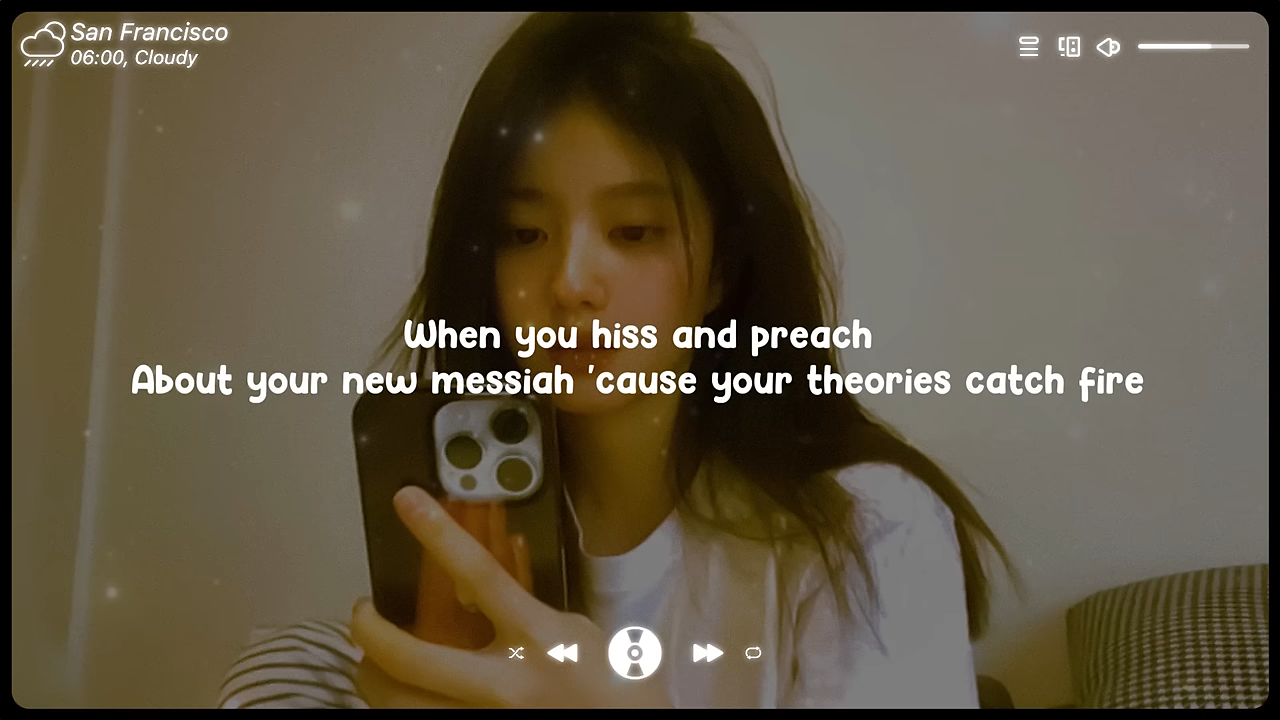 San Francisco
06:00, Cloudy
When you hiss and preach
About your new messiah 'cause your theories catch fire